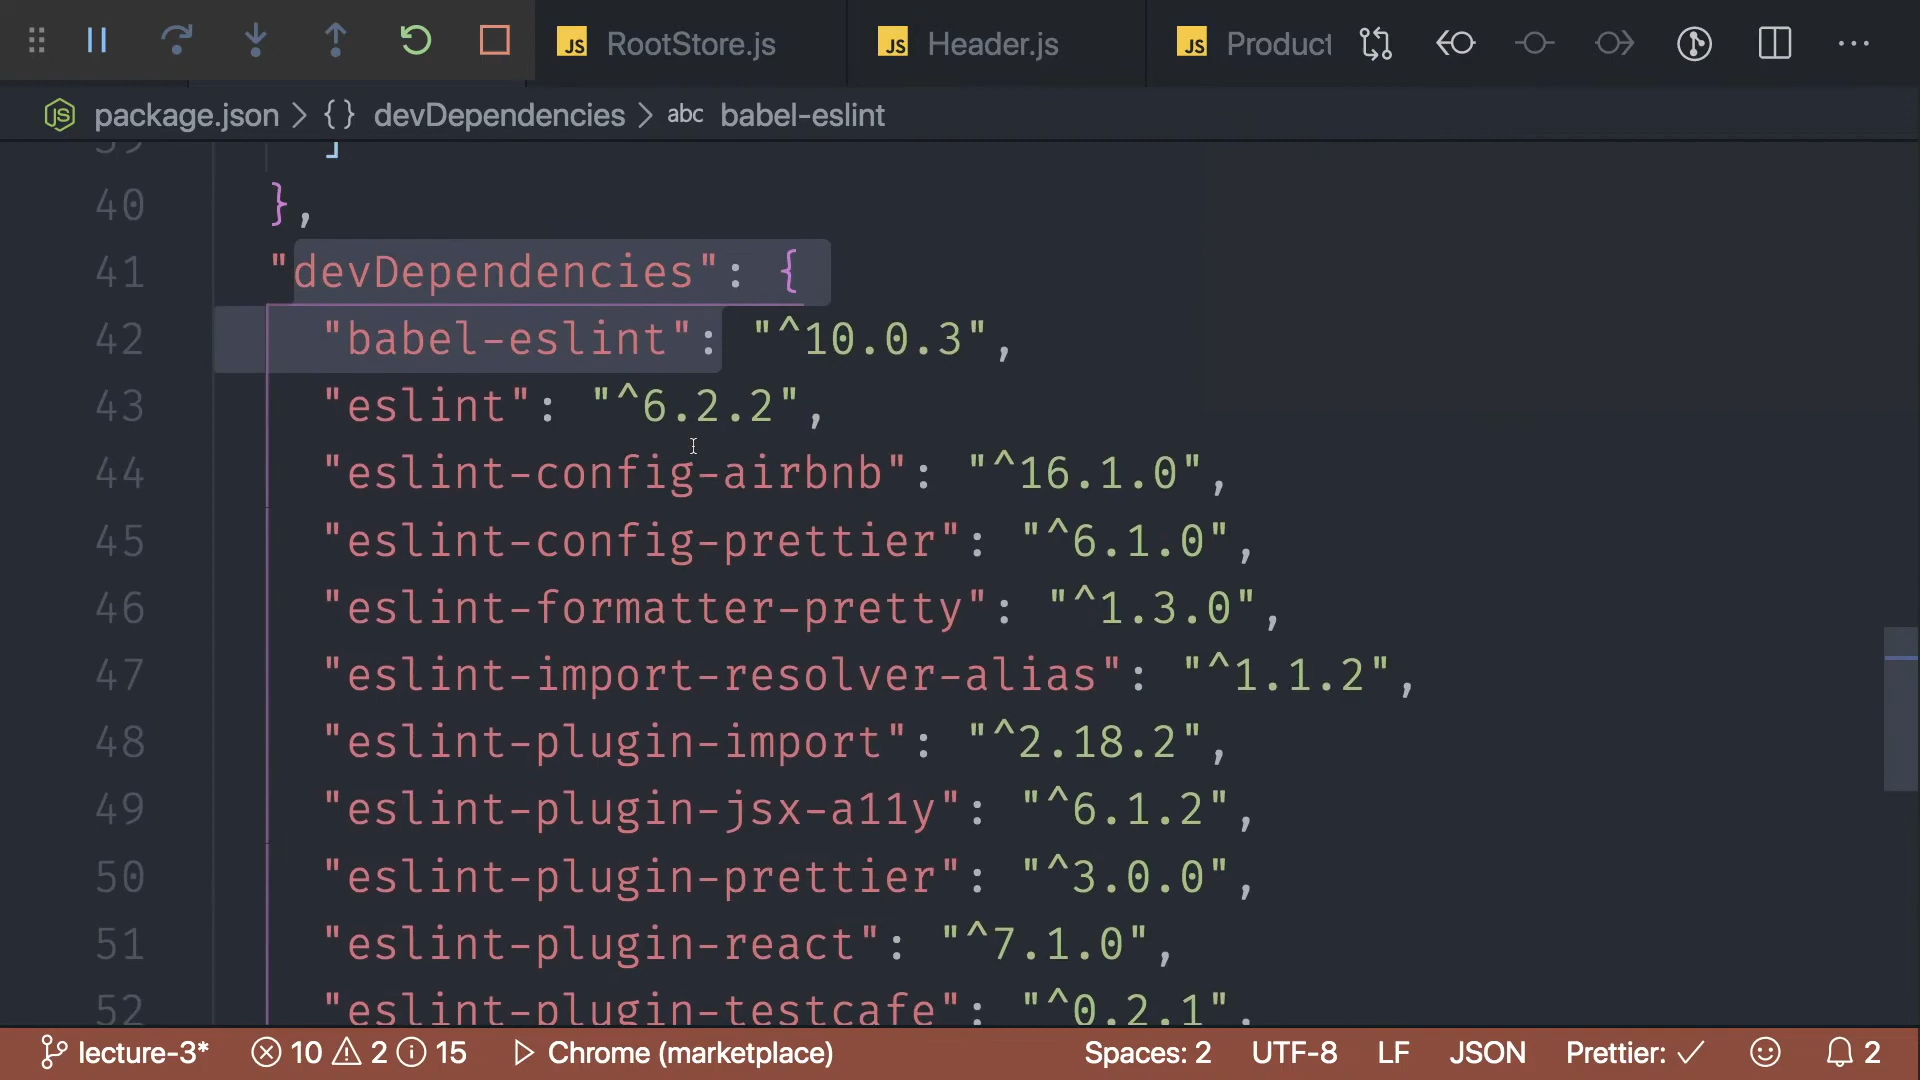 JS RootStore.js JS Header.js JS Product
JS package.json > {} devDependencies > abc babel-eslint
39 ]
40 },
41 "devDependencies": {
42 "babel-eslint": "^10.0.3",
43 "eslint": "^6.2.2",
44 "eslint-config-airbnb": "^16.1.0",
45 "eslint-config-prettier": "^6.1.0",
46 "eslint-formatter-pretty": "^1.3.0",
47 "eslint-import-resolver-alias": "^1.1.2",
48 "eslint-plugin-import": "^2.18.2",
49 "eslint-plugin-jsx-a11y": "^6.1.2",
50 "eslint-plugin-prettier": "^3.0.0",
51 "eslint-plugin-react": "^7.1.0",
52 "eslint-plugin-testcafe": "^0.2.1",
lecture-3* 10 2 15 Chrome (marketplace) Spaces: 2 UTF-8 LF JSON Prettier: ✓ 2